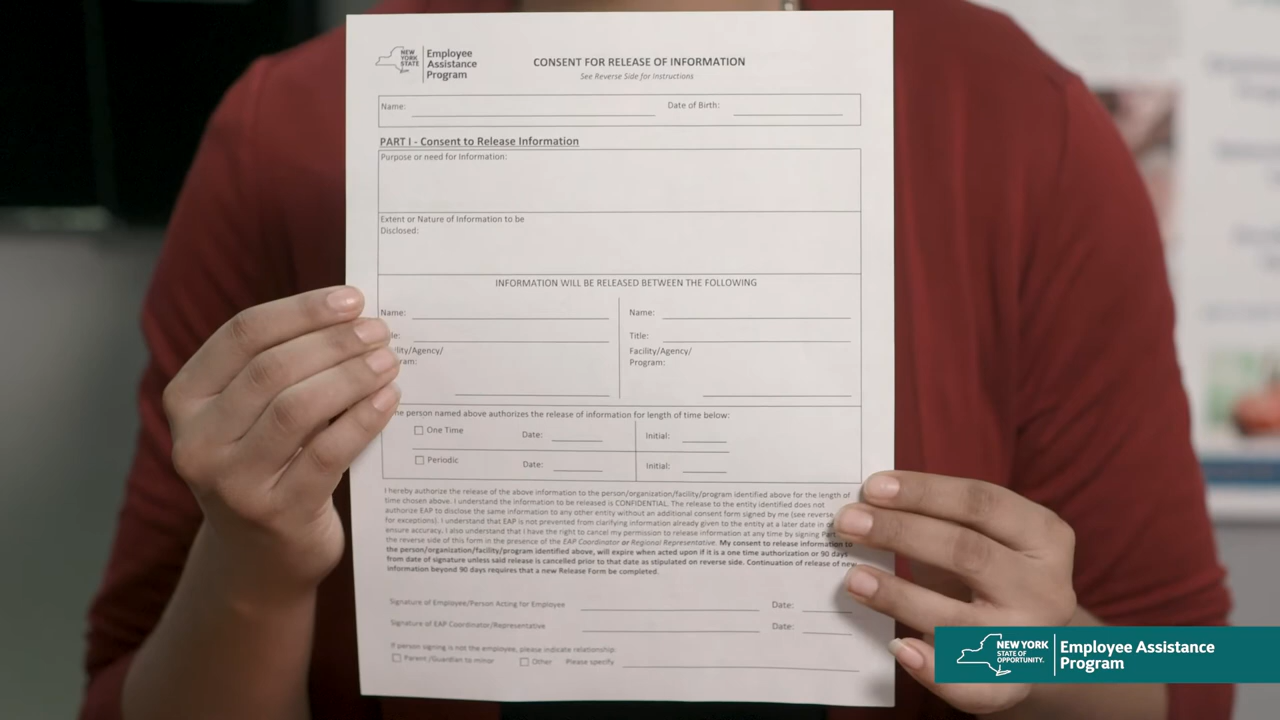 NEW
YORK
STATE
Employee
Assistance
Program
CONSENT FOR RELEASE OF INFORMATION
See Reverse Side for Instructions
Name:
Date of Birth:
PART I - Consent to Release Information
Purpose or need for Information:
Extent or Nature of Information to be
Disclosed:
INFORMATION WILL BE RELEASED BETWEEN THE FOLLOWING
Name:
Name:
Title:
Facility/Agency/
Program:
person named above authorizes the release of information for length of time below:
One Time
Date:
Initial:
Periodic
Date:
Initial:
I hereby authorize the release of the above information to the person/organization/facility/program identified above for the length of
time chosen above. I understand the information to be released is CONFIDENTIAL. The release to the entity identified does not
authorize EAP to disclose the same information to any other entity without an additional consent form signed by me (see reverse
for exceptions). I understand that EAP is not prevented from clarifying information already given to the entity at a later date in
ensure accuracy. I also understand that I have the right to cancel my permission to release information at any time by signing
the reverse side of this form in the presence of the EAP Coordinator or Regional Representative. My consent to release information to
the person/organization/facility/program identified above, will expire when acted upon if it is a one time authorization or 90 days
from date of signature unless said release is cancelled prior to that date as stipulated on reverse side. Continuation of release of
information beyond 90 days requires that a new Release Form be completed.
Signature of Employee/Person Acting for Employee
Date:
Signature of EAP Coordinator/Representative
Date:
If person signing is not the employee, please indicate relationship:
Parent/Guardian to minor
Other
Please specify
NEW YORK
STATE OF
OPPORTUNITY.
Employee Assistance
Program